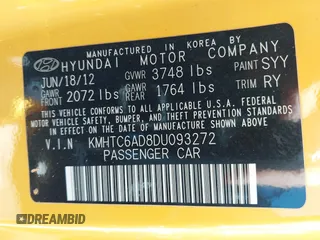 MANUFACTURED IN KOREA BY
HYUNDAI MOTOR COMPANY
JUN/18/12 GVWR 3748 lbs PAINT SYY
GAWR FRONT 2072 lbs GAWR REAR 1764 lbs TRIM RY
THIS VEHICLE CONFORMS TO ALL APPLICABLE
FEDERAL MOTOR VEHICLE SAFETY,
BUMPER AND THEFT PREVENTION STANDARDS
IN EFFECT ON THE DATE OF MANUFACTURE
SHOWN ABOVE.
V.I.N KMHTC6AD8DU093272
PASSENGER CAR
DREAMBID